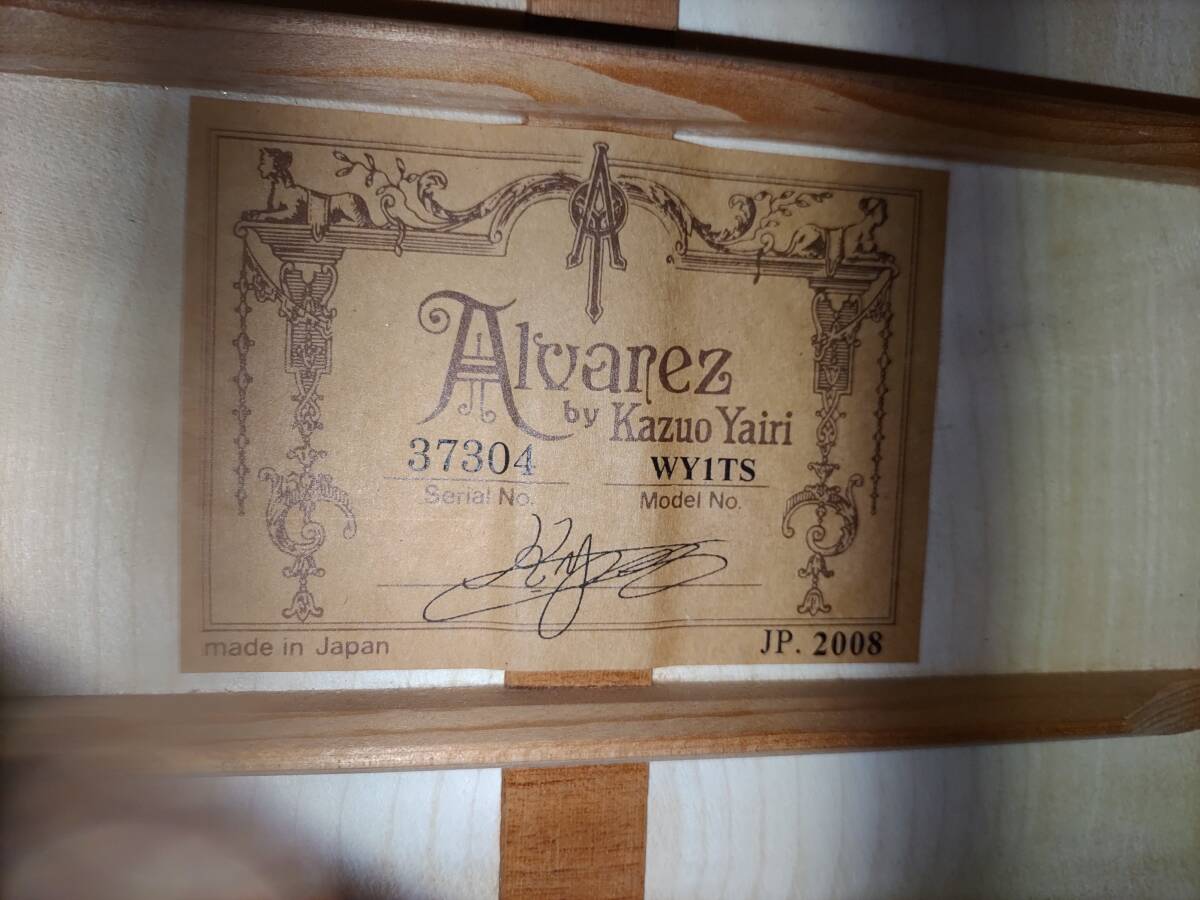 Alvarez
by Kazuo Yairi
37304 WY1TS
Serial No. Model No.
made in Japan JP. 2008